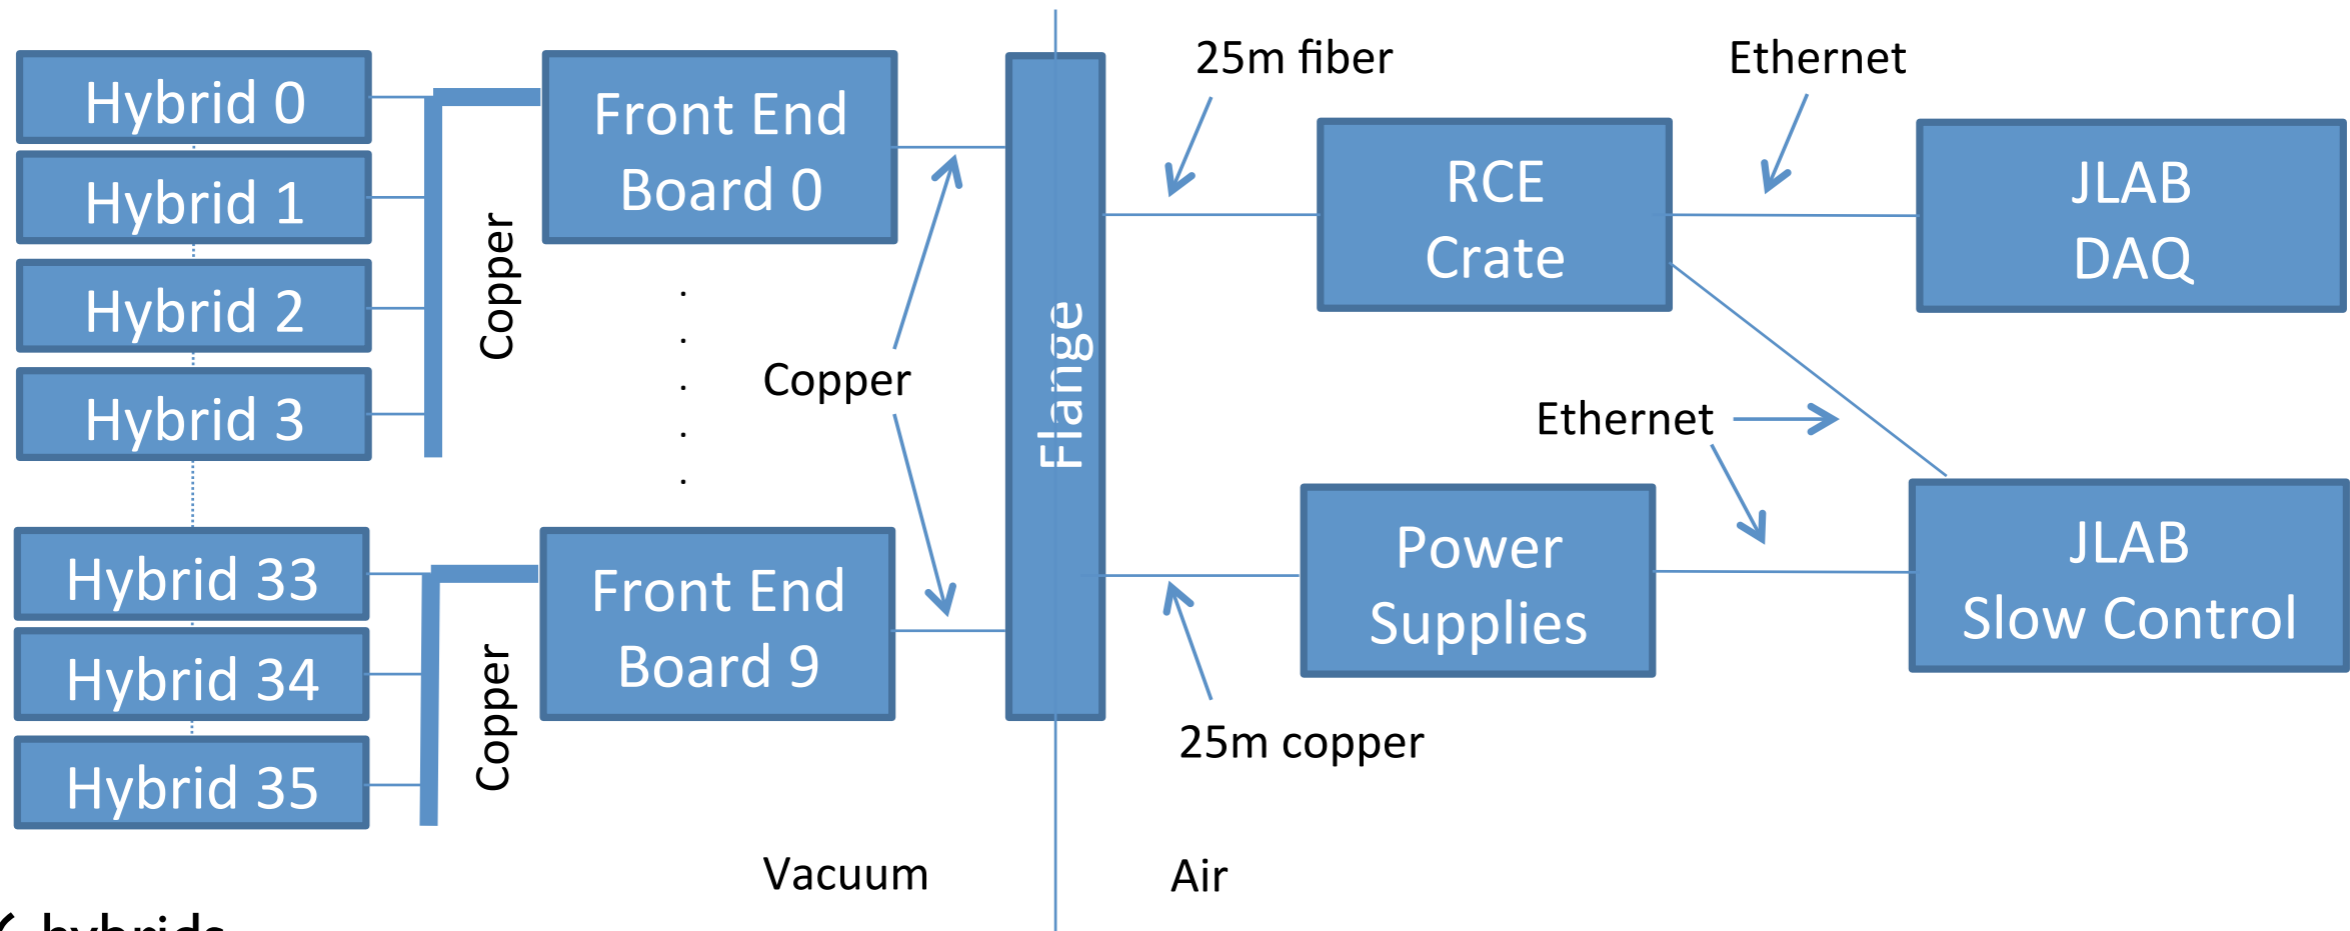 Hybrid 0
Hybrid 1
Hybrid 2
Hybrid 3
Hybrid 33
Hybrid 34
Hybrid 35
Copper
Copper
Front End
Board 0
Front End
Board 9
Copper
Flange
25m fiber
Ethernet
RCE
Crate
JLAB
DAQ
Ethernet
Power
Supplies
JLAB
Slow Control
25m copper
Vacuum
Air
hybrids